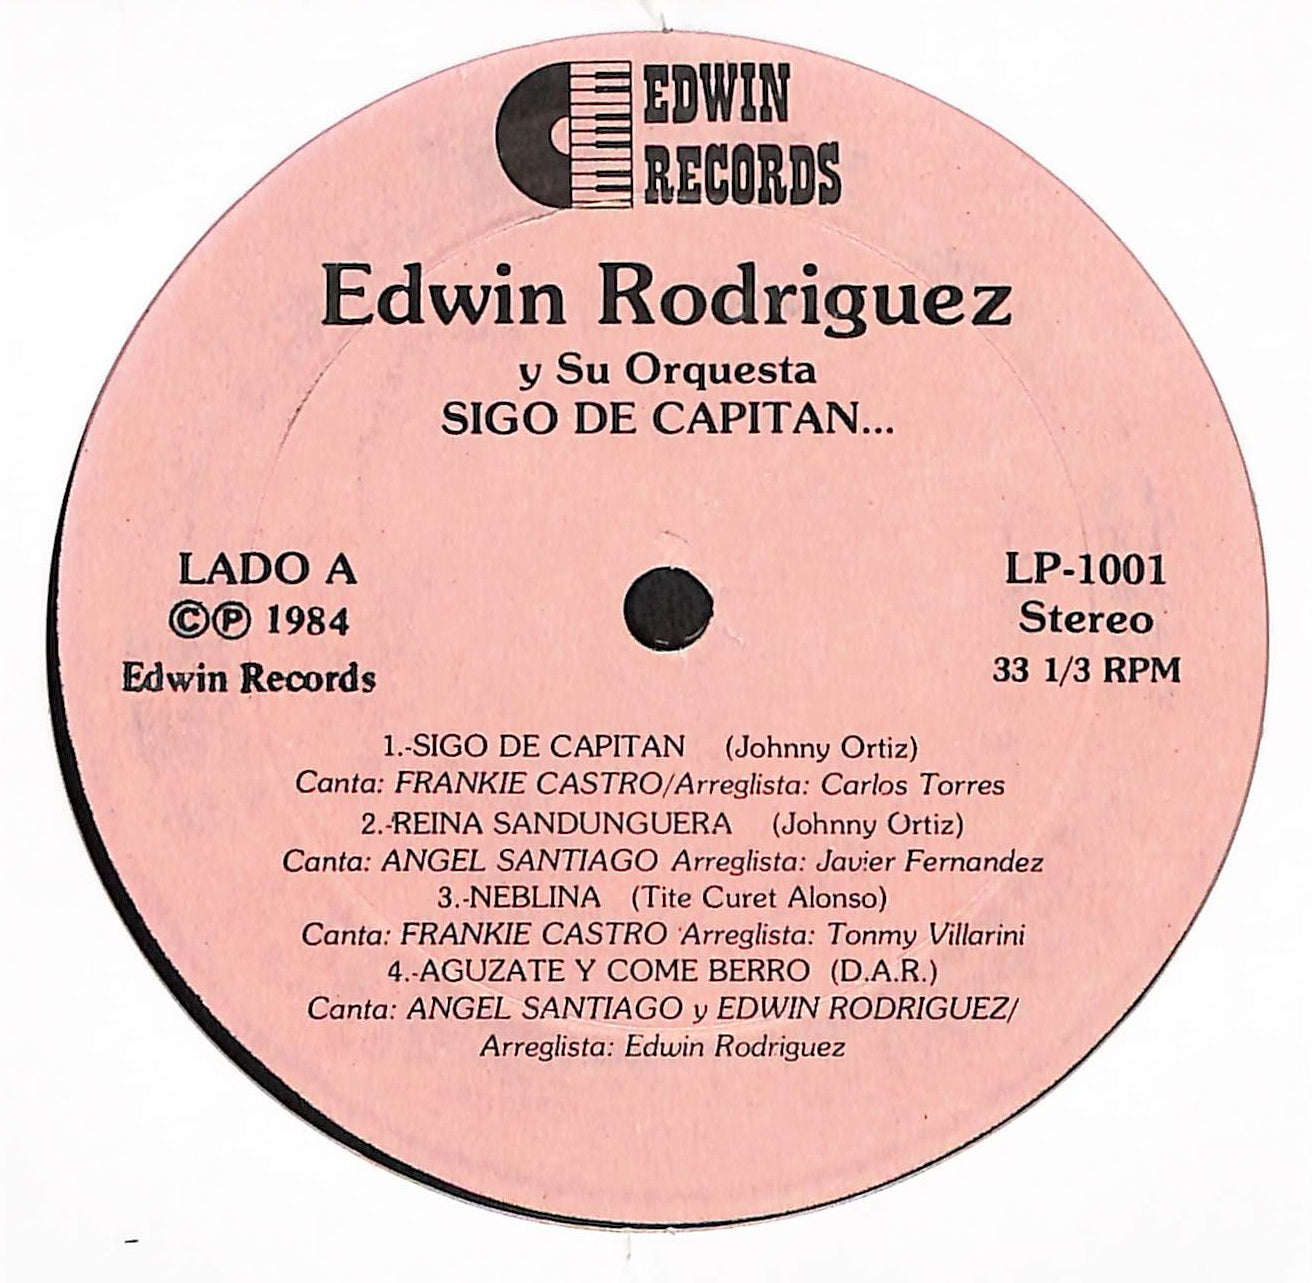 EDWIN
RECORDS
Edwin Rodriguez
y Su Orquesta
SIGO DE CAPITAN...
LADO A
©℗ 1984
Edwin Records
LP-1001
Stereo
33 1/3 RPM
1.-SIGO DE CAPITAN (Johnny Ortiz)
Canta: FRANKIE CASTRO/Arreglista: Carlos Torres
2.-REINA SANDUNGUERA (Johnny Ortiz)
Canta: ANGEL SANTIAGO Arreglista: Javier Fernandez
3.-NEBLINA (Tite Curet Alonso)
Canta: FRANKIE CASTRO Arreglista: Tonmy Villarini
4.-AGUZATE Y COME BERRO (D.A.R.)
Canta: ANGEL SANTIAGO y EDWIN RODRIGUEZ/
Arreglista: Edwin Rodriguez